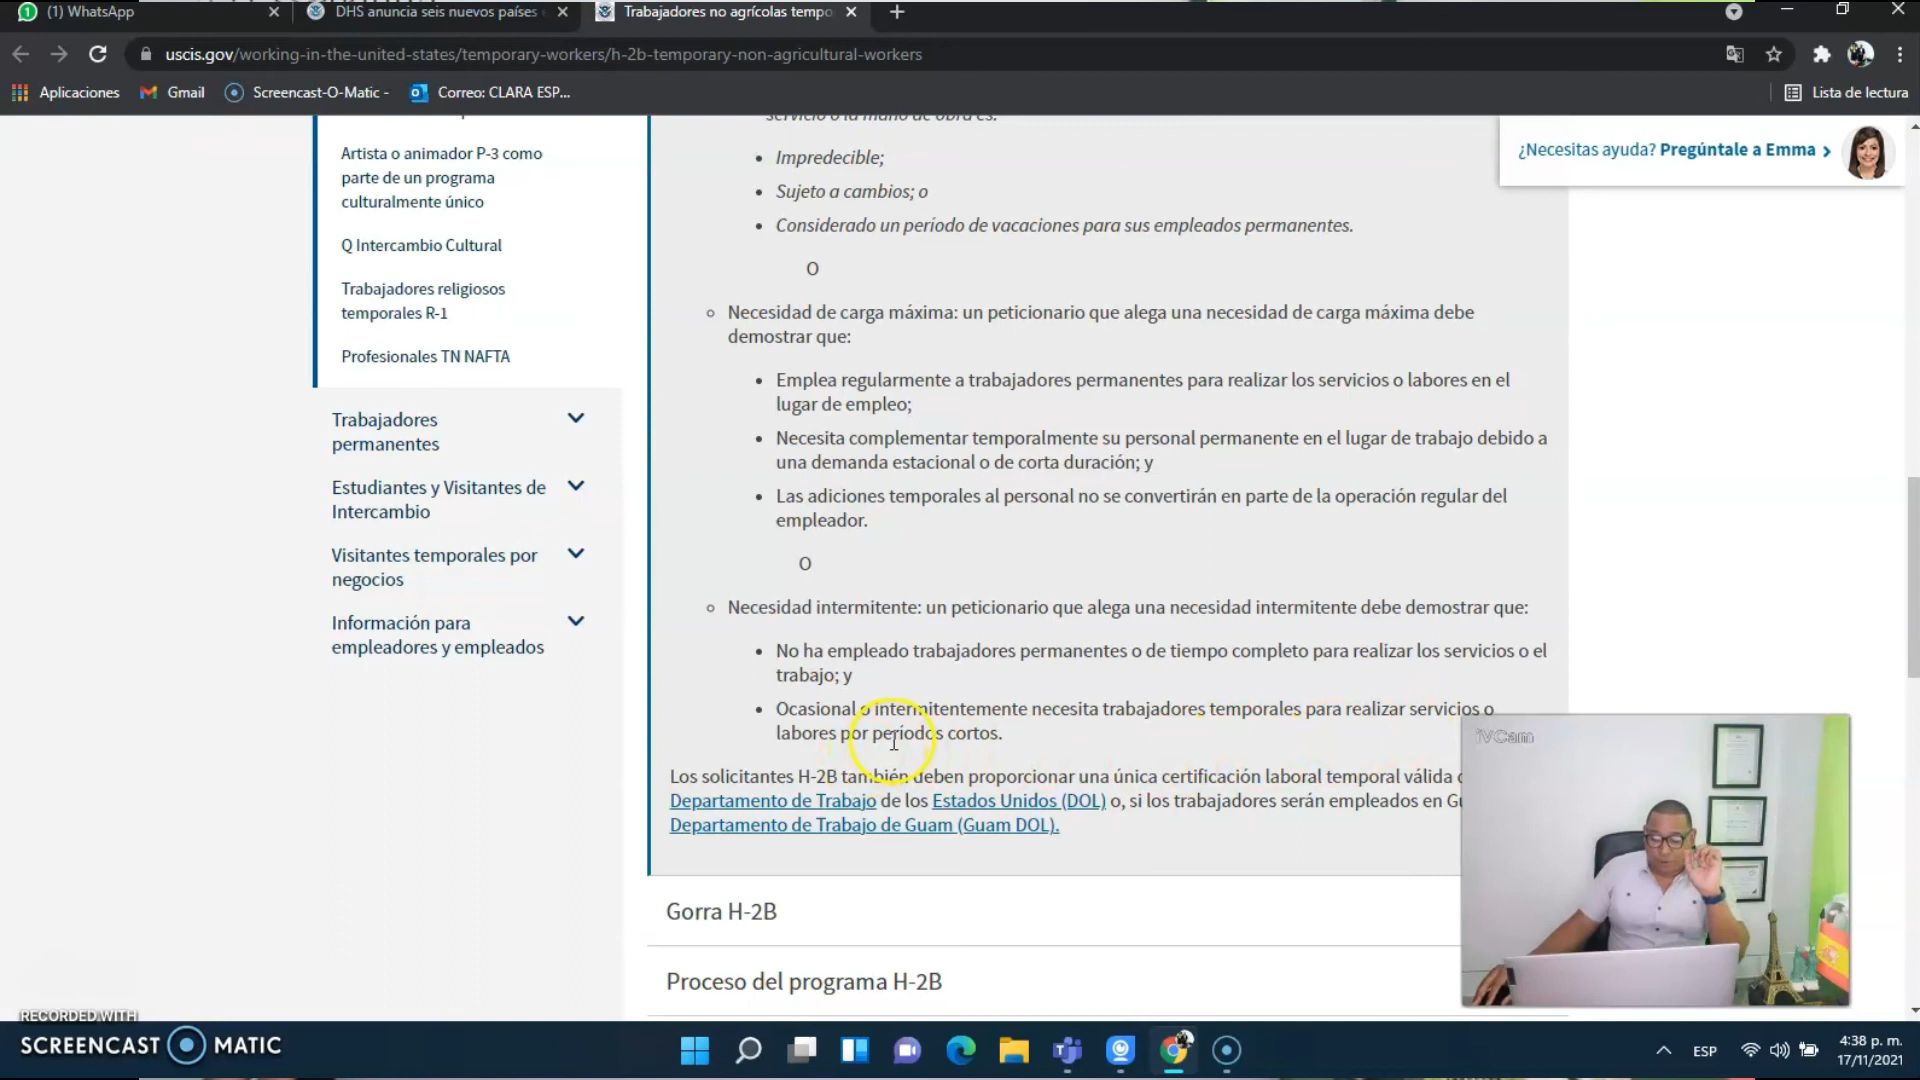 (1) WhatsApp
DHS anuncia seis nuevos países
Trabajadores no agrícolas tempo
uscis.gov/working-in-the-united-states/temporary-workers/h-2b-temporary-non-agricultural-workers
Aplicaciones
Gmail
Screencast-O-Matic -
Correo: CLARA ESP...
Lista de lectura
Artista o animador P-3 como
parte de un programa
culturalmente único
Q Intercambio Cultural
Trabajadores religiosos
temporales R-1
Profesionales TN NAFTA
Trabajadores
permanentes
Estudiantes y Visitantes de
Intercambio
Visitantes temporales por
negocios
Información para
empleadores y empleados
servicio o la mano de obra es:
• Impredecible;
• Sujeto a cambios; o
• Considerado un período de vacaciones para sus empleados permanentes.
O
Necesidad de carga máxima: un peticionario que alega una necesidad de carga máxima debe
demostrar que:
• Emplea regularmente a trabajadores permanentes para realizar los servicios o labores en el
lugar de empleo;
• Necesita complementar temporalmente su personal permanente en el lugar de trabajo debido a
una demanda estacional o de corta duración; y
• Las adiciones temporales al personal no se convertirán en parte de la operación regular del
empleador.
O
Necesidad intermitente: un peticionario que alega una necesidad intermitente debe demostrar que:
• No ha empleado trabajadores permanentes o de tiempo completo para realizar los servicios o el
trabajo; y
• Ocasional o intermitentemente necesita trabajadores temporales para realizar servicios o
labores por períodos cortos.
Los solicitantes H-2B también deben proporcionar una única certificación laboral temporal válida
Departamento de Trabajo de los Estados Unidos (DOL) o, si los trabajadores serán empleados en
Departamento de Trabajo de Guam (Guam DOL).
Gorra H-2B
Proceso del programa H-2B
¿Necesitas ayuda? Pregúntale a Emma
iVCam
RECORDED WITH
SCREENCAST MATIC
ESP
4:38 p. m.
17/11/2021